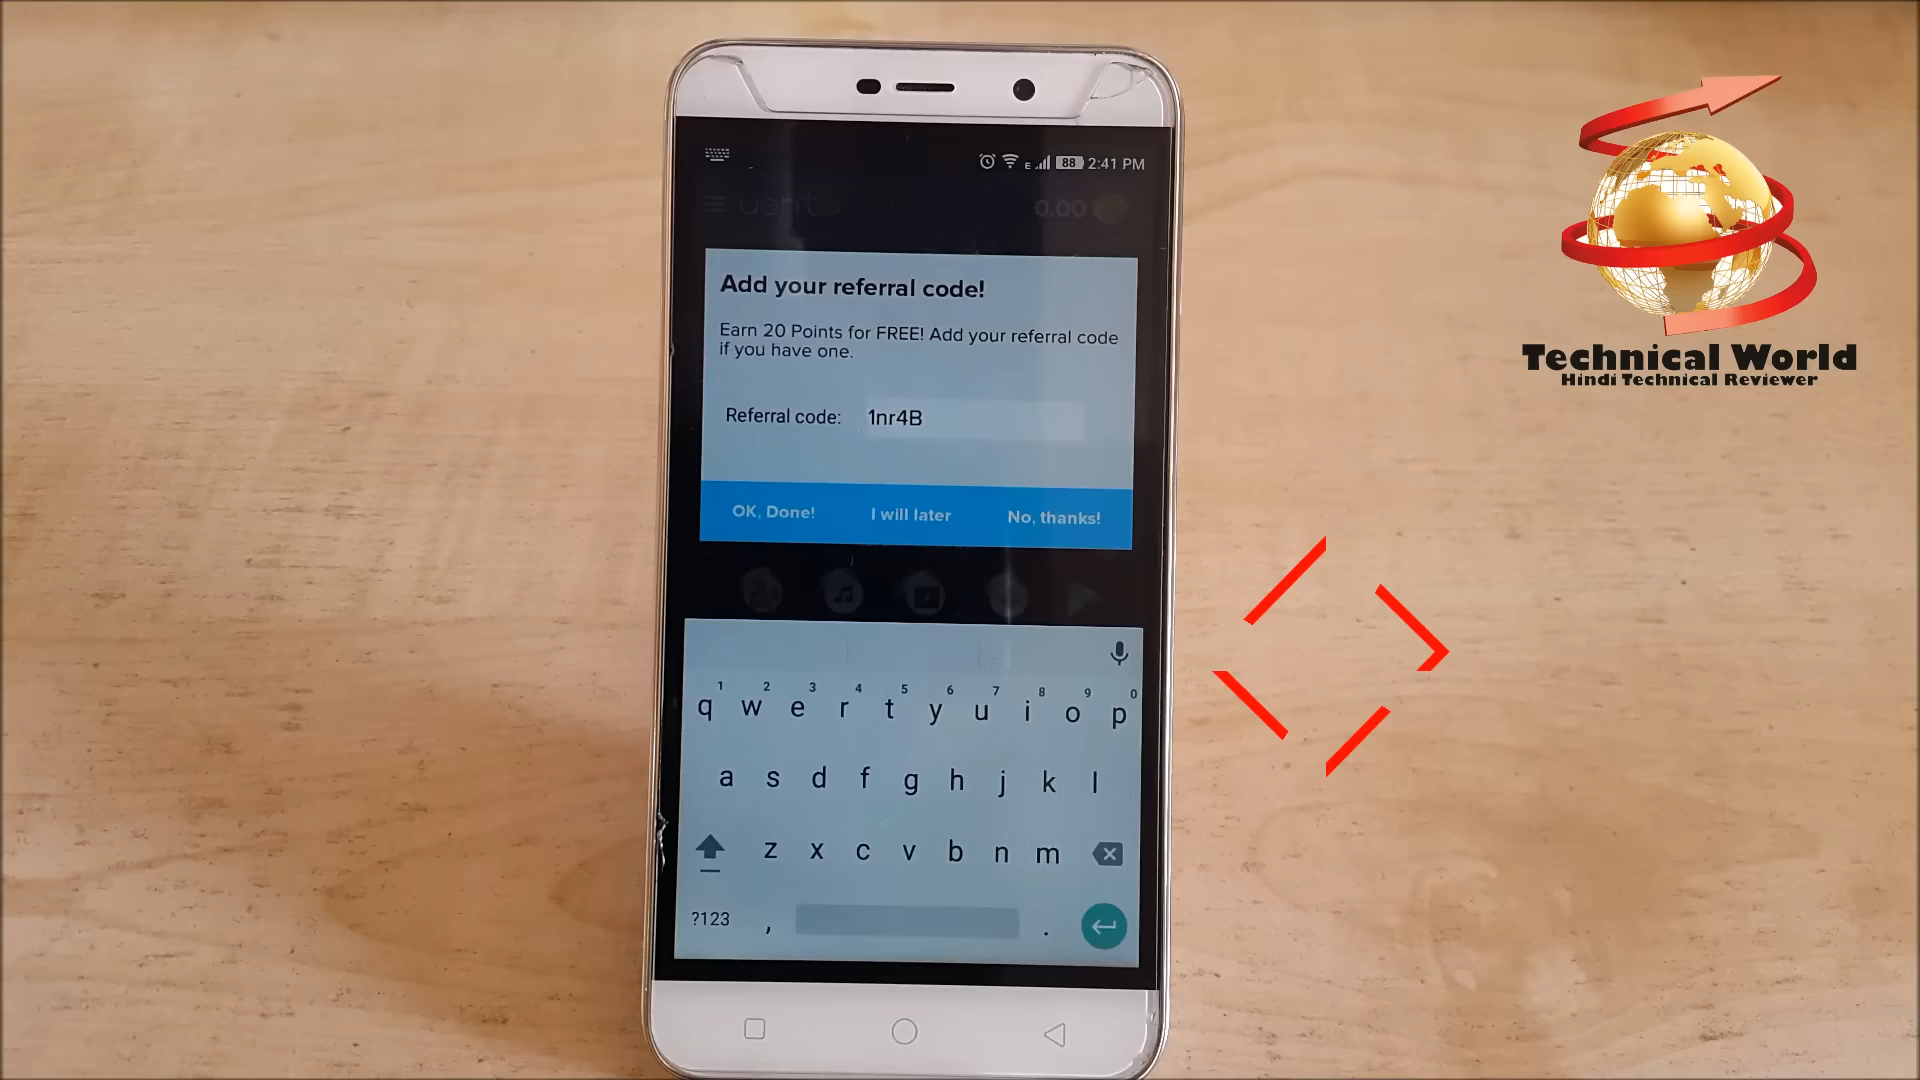 88 2:41 PM
0.00
Add your referral code!
Earn 20 Points for FREE! Add your referral code
if you have one.
Referral code: 1nr4B
OK, Done! I will later No, thanks!
1 2 3 4 5 6 7 8 9 0
q w e r t y u i o p
a s d f g h j k l
z x c v b n m
?123 , .
Technical World
Hindi Technical Reviewer